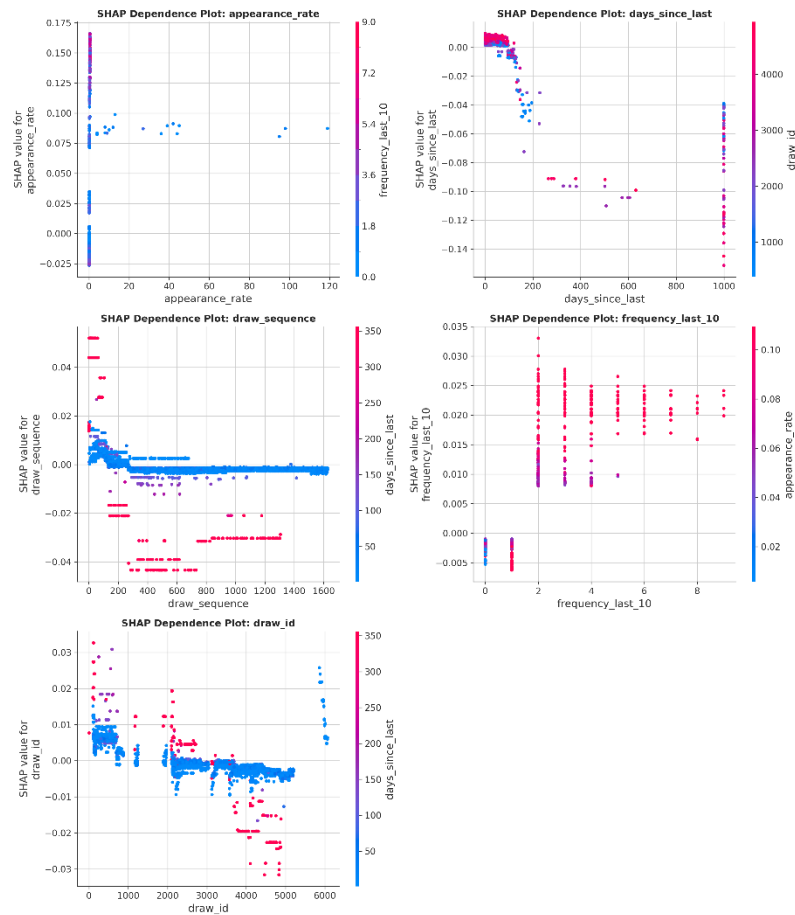 SHAP Dependence Plot: appearance_rate
0.175
0.150
0.125
0.100
0.075
0.050
0.025
0.000
−0.025
SHAP value for
appearance_rate
0 20 40 60 80 100 120
appearance_rate
9.0
7.2
5.4
3.6
1.8
0.0
frequency_last_10
SHAP Dependence Plot: days_since_last
0.00
−0.02
−0.04
−0.06
−0.08
−0.10
−0.12
−0.14
SHAP value for
days_since_last
0 200 400 600 800 1000
days_since_last
4000
3000
2000
1000
draw_id
SHAP Dependence Plot: draw_sequence
0.04
0.02
0.00
−0.02
−0.04
SHAP value for
draw_sequence
0 200 400 600 800 1000 1200 1400 1600
draw_sequence
350
300
250
200
150
100
50
days_since_last
SHAP Dependence Plot: frequency_last_10
0.035
0.030
0.025
0.020
0.015
0.010
0.005
0.000
−0.005
SHAP value for
frequency_last_10
0 2 4 6 8
frequency_last_10
0.10
0.08
0.06
0.04
0.02
appearance_rate
SHAP Dependence Plot: draw_id
0.03
0.02
0.01
0.00
−0.01
−0.02
−0.03
SHAP value for
draw_id
0 1000 2000 3000 4000 5000 6000
draw_id
350
300
250
200
150
100
50
days_since_last